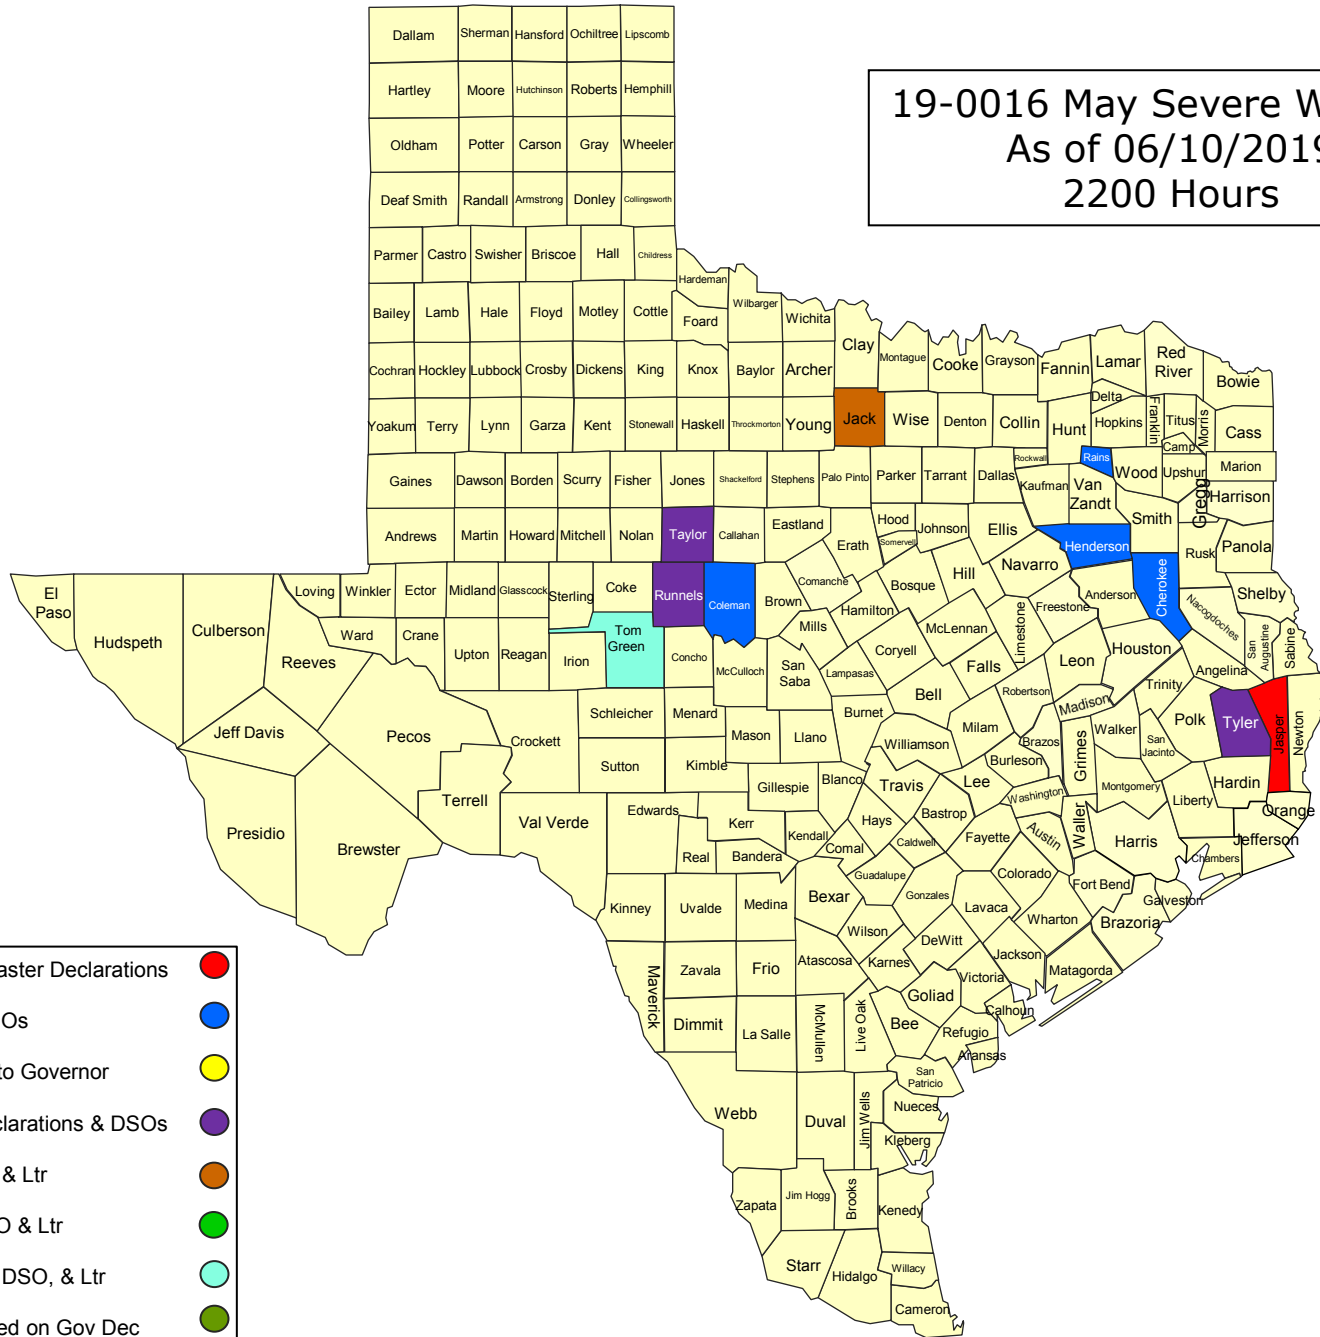 Dallam Sherman Hansford Ochiltree Lipscomb
Hartley Moore Hutchinson Roberts Hemphill
19-0016 May Severe W
As of 06/10/2019
2200 Hours
Oldham Potter Carson Gray Wheeler
Deaf Smith Randall Armstrong Donley Collingsworth
Parmer Castro Swisher Briscoe Hall Childress
Hardeman
Wilbarger
Bailey Lamb Hale Floyd Motley Cottle Foard Wichita
Clay Montague Cooke Grayson Fannin Lamar Red River Bowie
Cochran Hockley Lubbock Crosby Dickens King Knox Baylor Archer
Delta
Yoakum Terry Lynn Garza Kent Stonewall Haskell Throckmorton Young Jack Wise Denton Collin Hunt Hopkins Franklin Titus Morris Cass
Camp
Rockwall Rains
Gaines Dawson Borden Scurry Fisher Jones Shackelford Stephens Palo Pinto Parker Tarrant Dallas Kaufman Van Zandt Wood Upshur Marion
Gregg Harrison
Andrews Martin Howard Mitchell Nolan Taylor Callahan Eastland Erath Hood Somervell Johnson Ellis Henderson Smith Rusk Panola
Navarro Cherokee
El Paso Hudspeth Culberson Loving Winkler Ector Midland Glasscock Sterling Coke Runnels Coleman Brown Comanche Hamilton Bosque Hill Freestone Anderson Nacogdoches Shelby
Reeves Ward Crane Upton Reagan Irion Tom Green Concho McCulloch San Saba Mills Lampasas Coryell McLennan Limestone Falls Leon Houston Angelina San Augustine Sabine
Jeff Davis Pecos Crockett Schleicher Menard Mason Llano Burnet Bell Milam Robertson Madison Trinity Polk Tyler Jasper Newton
Sutton Kimble Gillespie Blanco Williamson Travis Lee Burleson Brazos Grimes Walker San Jacinto
Presidio Brewster Terrell Val Verde Edwards Kerr Kendall Hays Bastrop Washington Montgomery Liberty Hardin Orange
Real Bandera Comal Caldwell Fayette Austin Waller Harris Chambers Jefferson
Kinney Uvalde Medina Bexar Guadalupe Gonzales Lavaca Colorado Fort Bend Galveston
Wilson Wharton Brazoria
Maverick Zavala Frio Atascosa Karnes DeWitt Jackson Matagorda
Victoria
Goliad Calhoun
Dimmit La Salle McMullen Live Oak Bee Refugio Aransas
San Patricio
Webb Duval Jim Wells Nueces
Kleberg
Zapata Jim Hogg Brooks Kenedy
Starr Hidalgo Willacy
Cameron
aster Declarations
Os
to Governor
clarations & DSOs
& Ltr
O & Ltr
DSO, & Ltr
ed on Gov Dec